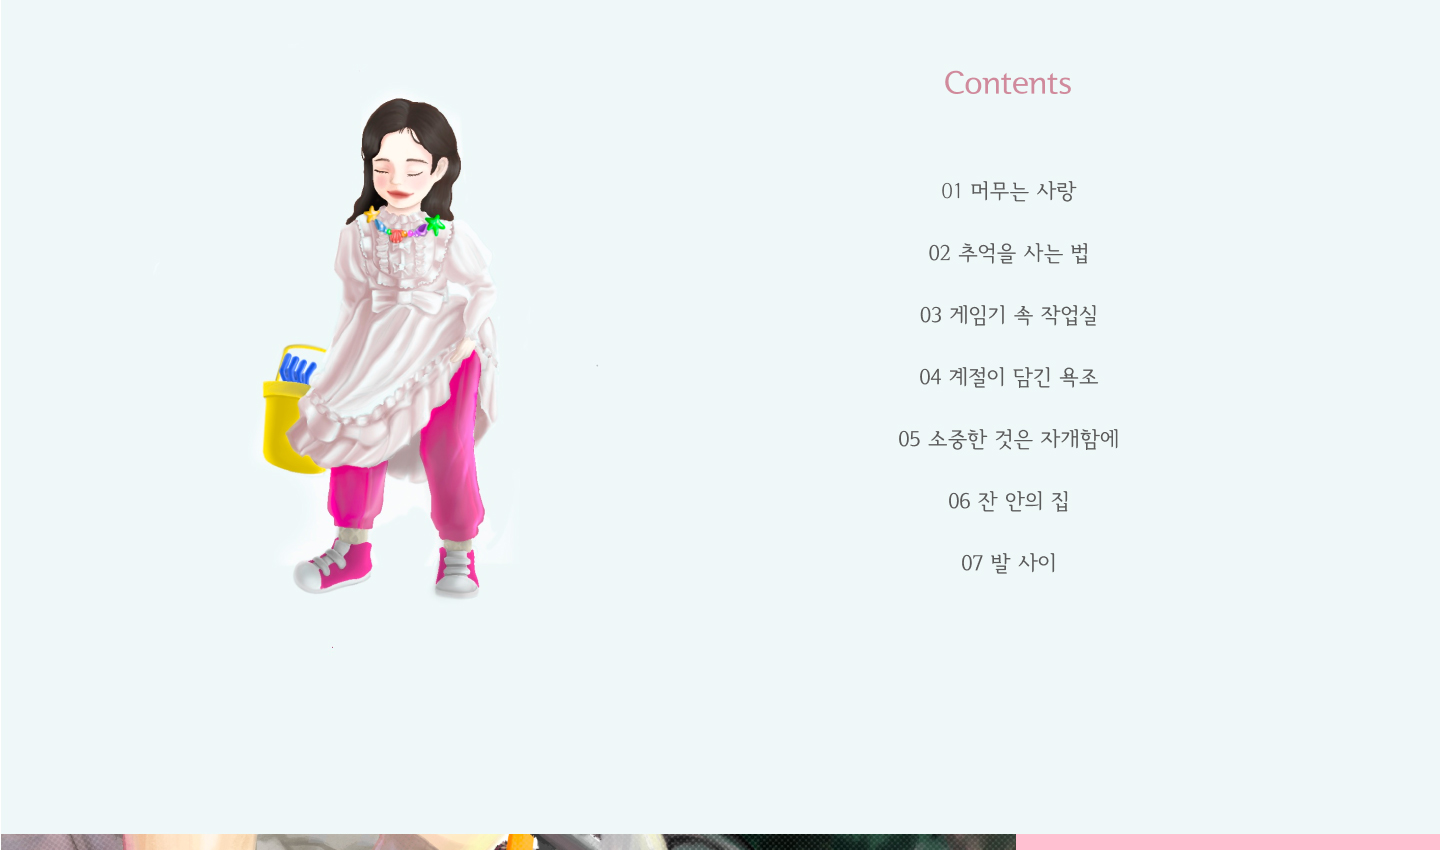 Contents
01 머무는 사랑
02 추억을 사는 법
03 게임기 속 작업실
04 계절이 담긴 욕조
05 소중한 것은 자개함에
06 잔 안의 집
07 발 사이